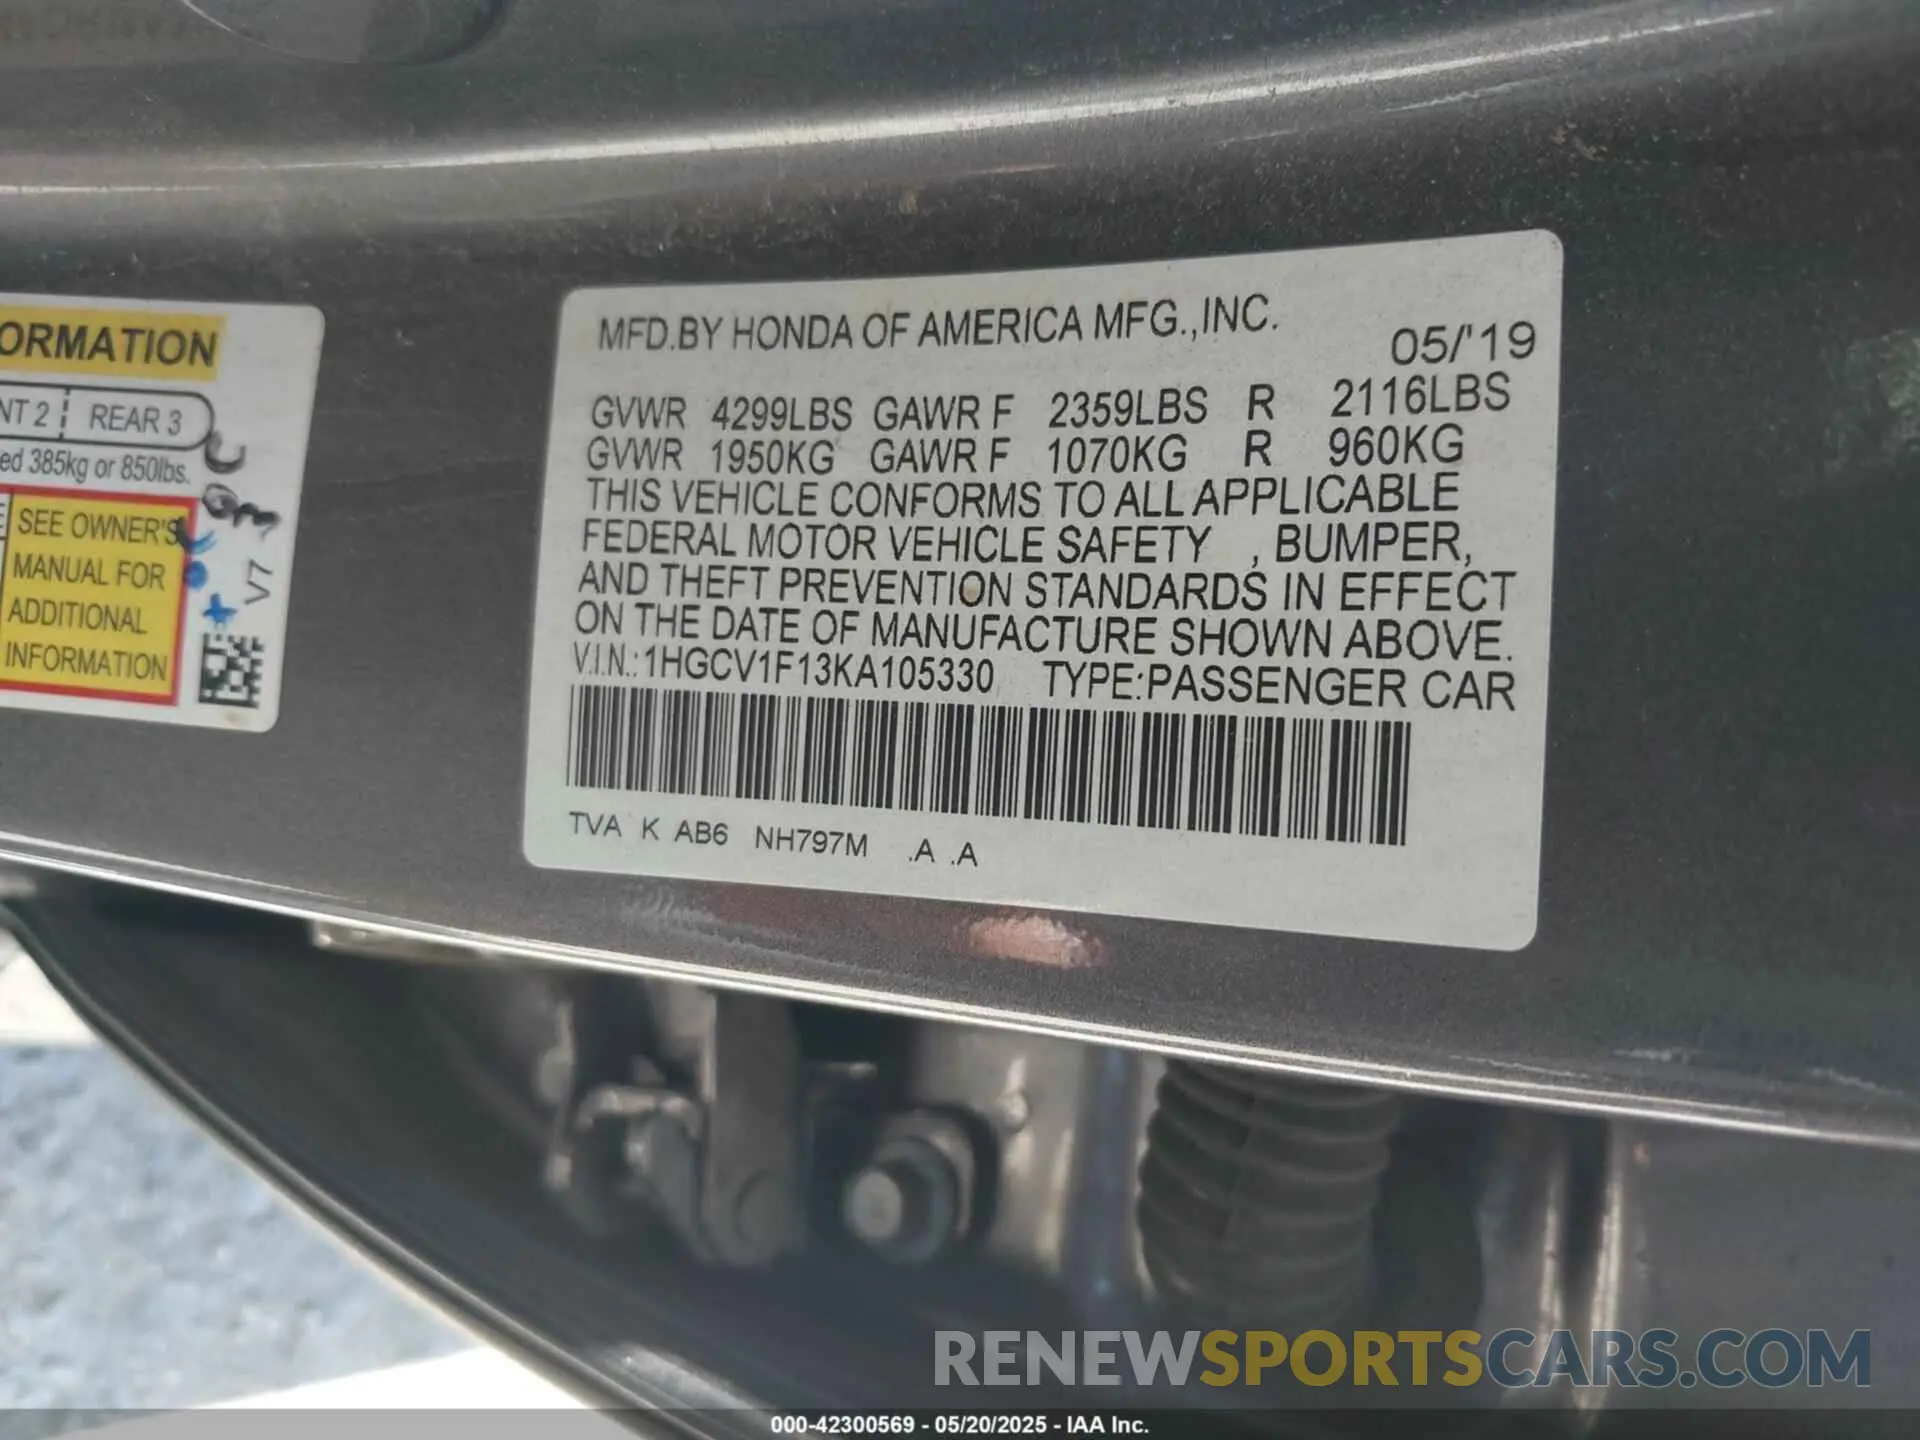 ORMATION
NT 2 REAR 3
ed 385kg or 850lbs.
SEE OWNER'S
MANUAL FOR
ADDITIONAL
INFORMATION
V7
MFD.BY HONDA OF AMERICA MFG.,INC.
05/'19
GVWR 4299LBS GAWR F 2359LBS R 2116LBS
GVWR 1950KG GAWR F 1070KG R 960KG
THIS VEHICLE CONFORMS TO ALL APPLICABLE
FEDERAL MOTOR VEHICLE SAFETY , BUMPER,
AND THEFT PREVENTION STANDARDS IN EFFECT
ON THE DATE OF MANUFACTURE SHOWN ABOVE.
V.I.N.:1HGCV1F13KA105330 TYPE:PASSENGER CAR
TVA K AB6 NH797M .A .A
RENEWSPORTSCARS.COM
000-42300569 - 05/20/2025 - IAA Inc.